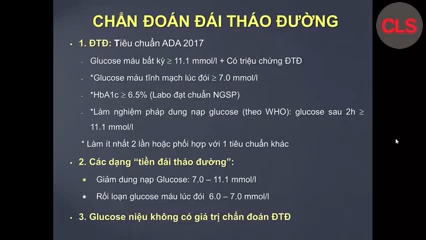 CHẨN ĐOÁN ĐÁI THÁO ĐƯỜNG
CLS
• 1. ĐTĐ: Tiêu chuẩn ADA 2017
Glucose máu bất kỳ ≥ 11.1 mmol/l + Có triệu chứng ĐTĐ
*Glucose máu tĩnh mạch lúc đói ≥ 7.0 mmol/l
*HbA1c ≥ 6.5% (Labo đạt chuẩn NGSP)
*Làm nghiệm pháp dung nạp glucose (theo WHO): glucose sau 2h ≥
11.1 mmol/l
* Làm ít nhất 2 lần hoặc phối hợp với 1 tiêu chuẩn khác
• 2. Các dạng “tiền đái tháo đường”:
• Giảm dung nạp Glucose: 7.0 – 11.1 mmol/l
• Rối loạn glucose máu lúc đói 6.0 – 7.0 mmol/l
• 3. Glucose niệu không có giá trị chẩn đoán ĐTĐ